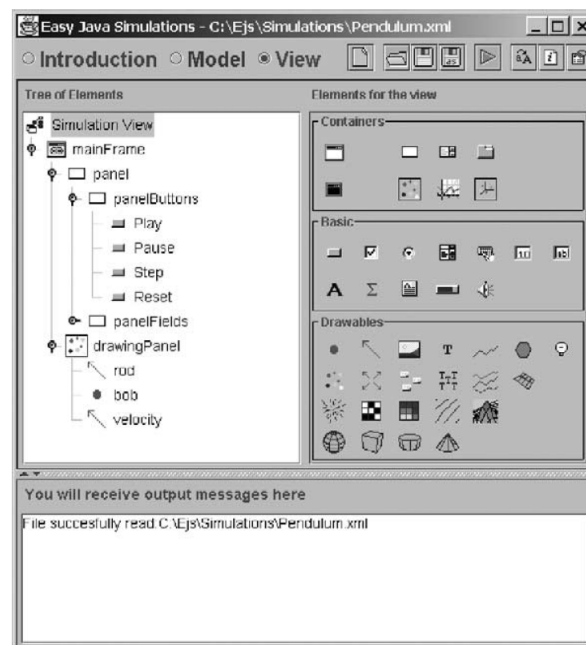 Easy Java Simulations - C:\Ejs\Simulations\Pendulum.xml
Introduction Model View
Tree of Elements
Elements for the view
Simulation View
mainFrame
panel
panelButtons
Play
Pause
Step
Reset
panelFields
drawingPanel
rod
bob
velocity
Containers
Basic
Drawables
You will receive output messages here
File succesfully read C:\Ejs\Simulations\Pendulum.xml